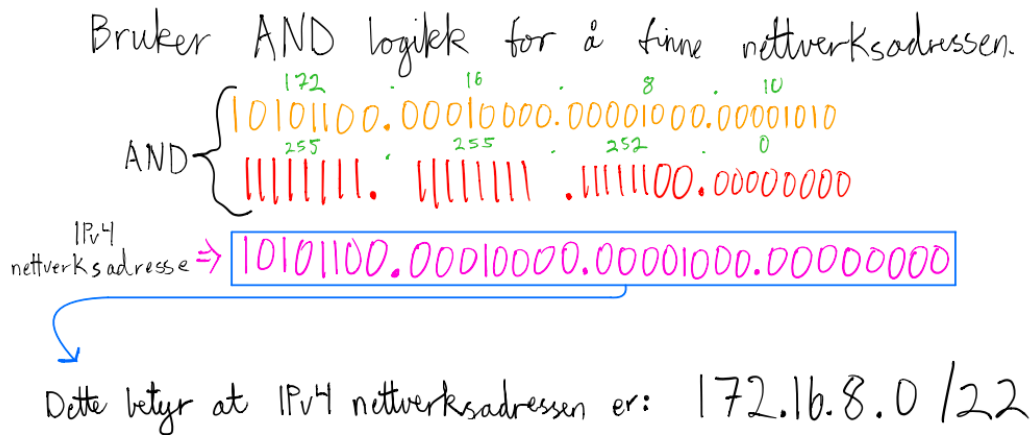 Bruker AND logikk for å finne nettverksadressen.
172 . 16 . 8 . 10
10101100.00010000.00001000.00001010
AND
255 . 255 . 252 . 0
11111111.11111111.11111100.00000000
IPv4
nettverksadresse ⇒ 10101100.00010000.00001000.00000000
Dette betyr at IPv4 nettverksadressen er: 172.16.8.0 /22